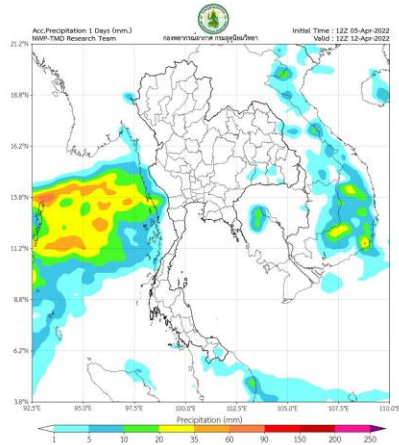 Acc.Precipitation 1 Days (mm.)
NWP-TMD Research Team
กองพยากรณ์อากาศ กรมอุตุนิยมวิทยา
Initial Time : 12Z 05-Apr-2022
Valid : 12Z 12-Apr-2022
21.2°N
18.8°N
16.2°N
13.8°N
11.2°N
8.8°N
6.2°N
3.8°N
92.5°E 95.0°E 97.5°E 100.0°E 102.5°E 105.0°E 107.5°E 110.0°E
Precipitation (mm)
1 5 10 20 35 60 90 150 200 250